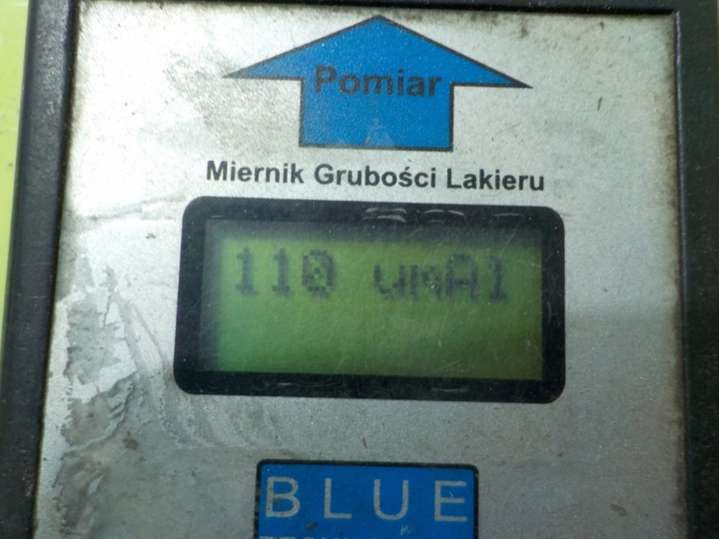 Pomiar
Miernik Grubości Lakieru
110 umAl
BLUE